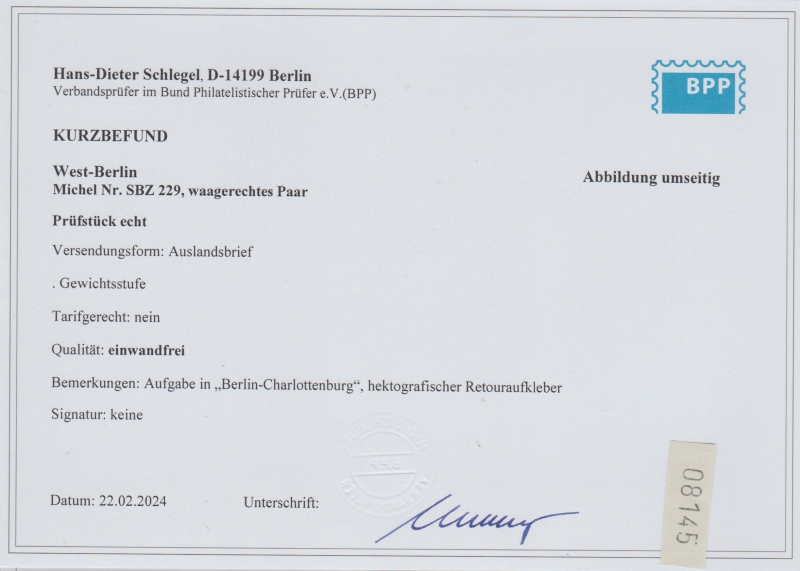 Hans-Dieter Schlegel, D-14199 Berlin
Verbandsprüfer im Bund Philatelistischer Prüfer e.V.(BPP)
BPP
KURZBEFUND
West-Berlin
Michel Nr. SBZ 229, waagerechtes Paar
Abbildung umseitig
Prüfstück echt
Versendungsform: Auslandsbrief
. Gewichtsstufe
Tarifgerecht: nein
Qualität: einwandfrei
Bemerkungen: Aufgabe in „Berlin-Charlottenburg“, hektografischer Retouraufkleber
Signatur: keine
Datum: 22.02.2024
Unterschrift:
08145